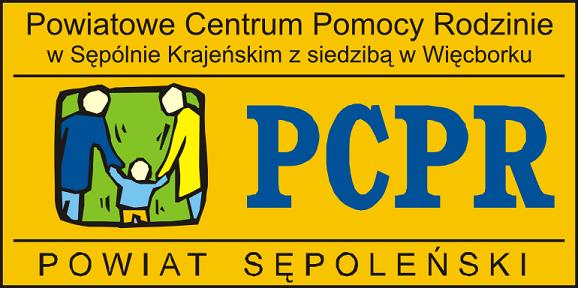 Powiatowe Centrum Pomocy Rodzinie
w Sępólnie Krajeńskim z siedzibą w Więcborku
PCPR
POWIAT SĘPOLEŃSKI